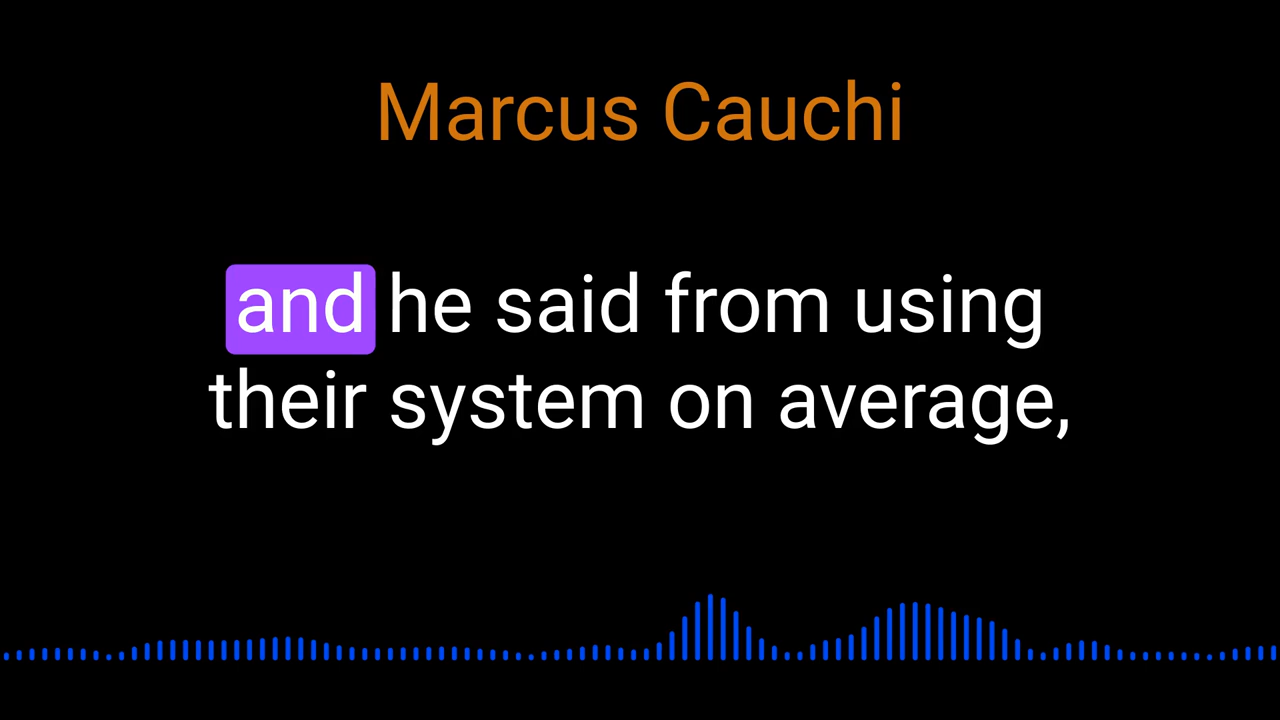 Marcus Cauchi
and he said from using
their system on average,